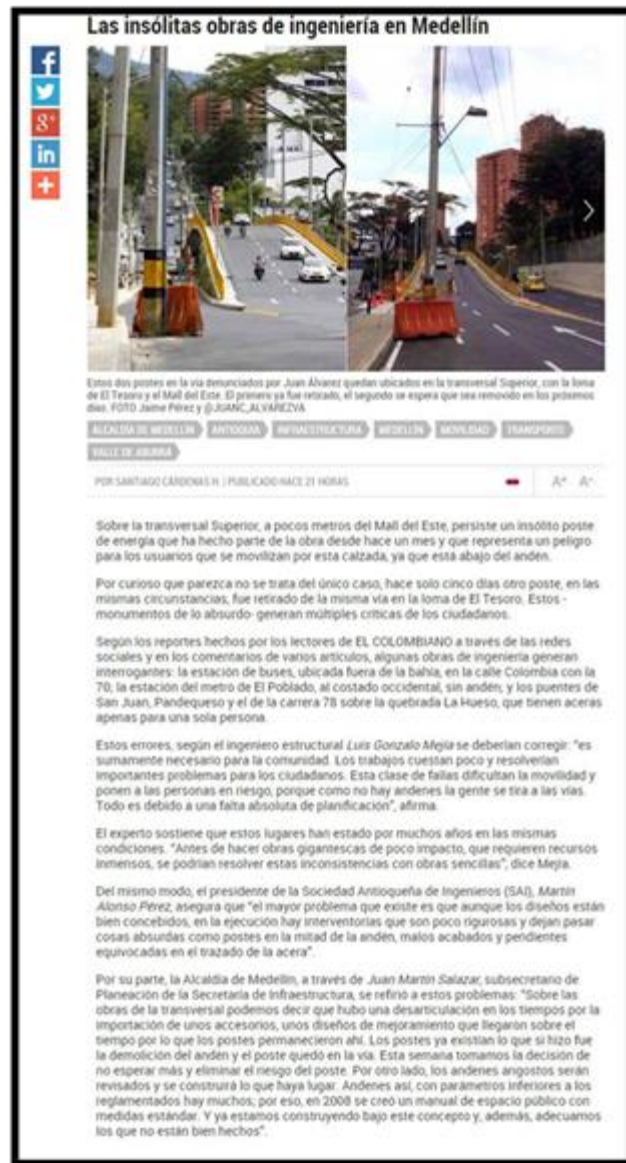 Las insólitas obras de ingeniería en Medellín
Estos dos postes en la vía denunciados por Juan Álvarez quedan ubicados en la transversal Superior, con la loma
de El Tesoro y el Mall del Este. El primero ya fue retirado, el segundo se espera que sea removido en los próximos
días. FOTO Jaime Pérez y @JUANC_ALVAREZVA
ALCALDÍA DE MEDELLÍN ANTIOQUIA INFRAESTRUCTURA MEDELLÍN MOVILIDAD TRANSPORTE
VALLE DE ABURRÁ
POR SANTIAGO CÁRDENAS H. | PUBLICADO HACE 21 HORAS A+ A-
Sobre la transversal Superior, a pocos metros del Mall del Este, persiste un insólito poste
de energía que ha hecho parte de la obra desde hace un mes y que representa un peligro
para los usuarios que se movilizan por esta calzada, ya que está abajo del andén.
Por curioso que parezca no se trata del único caso, hace solo cinco días otro poste, en las
mismas circunstancias, fue retirado de la misma vía en la loma de El Tesoro. Estos -
monumentos de lo absurdo- generan múltiples críticas de los ciudadanos.
Según los reportes hechos por los lectores de EL COLOMBIANO a través de las redes
sociales y en los comentarios de varios artículos, algunas obras de ingeniería generan
interrogantes: la estación de buses, ubicada fuera de la bahía, en la calle Colombia con la
70; la estación del metro de El Poblado, al costado occidental, sin andén; y los puentes de
San Juan, Pandequeso y el de la carrera 78 sobre la quebrada La Hueso, que tienen aceras
apenas para una sola persona.
Estos errores, según el ingeniero estructural Luis Gonzalo Mejía se deberían corregir: "es
sumamente necesario para la comunidad. Los trabajos cuestan poco y resolverían
importantes problemas para los ciudadanos. Esta clase de fallas dificultan la movilidad y
ponen a las personas en riesgo, porque como no hay andenes la gente se tira a las vías.
Todo es debido a una falta absoluta de planificación", afirma.
El experto sostiene que estos lugares han estado por muchos años en las mismas
condiciones. "Antes de hacer obras gigantescas de poco impacto, que requieren recursos
inmensos, se podrían resolver estas inconsistencias con obras sencillas", dice Mejía.
Del mismo modo, el presidente de la Sociedad Antioqueña de Ingenieros (SAI), Martín
Alonso Pérez, asegura que "el mayor problema que existe es que aunque los diseños están
bien concebidos, en la ejecución hay interventorías que son poco rigurosas y dejan pasar
cosas absurdas como postes en la mitad de la andén, malos acabados y pendientes
equivocadas en el trazado de la acera".
Por su parte, la Alcaldía de Medellín, a través de Juan Martín Salazar, subsecretario de
Planeación de la Secretaría de Infraestructura, se refirió a estos problemas: "Sobre las
obras de la transversal podemos decir que hubo una desarticulación en los tiempos por la
importación de unos accesorios, unos diseños de mejoramiento que llegaron sobre el
tiempo por lo que los postes permanecieron ahí. Los postes ya existían lo que si hizo fue
la demolición del andén y el poste quedó en la vía. Esta semana tomamos la decisión de
no esperar más y eliminar el riesgo del poste. Por otro lado, los andenes angostos serán
revisados y se construirá lo que haya lugar. Andenes así, con parámetros inferiores a los
reglamentados hay muchos; por eso, en 2008 se creó un manual de espacio público con
medidas estándar. Y ya estamos construyendo bajo este concepto y, además, adecuamos
los que no están bien hechos".